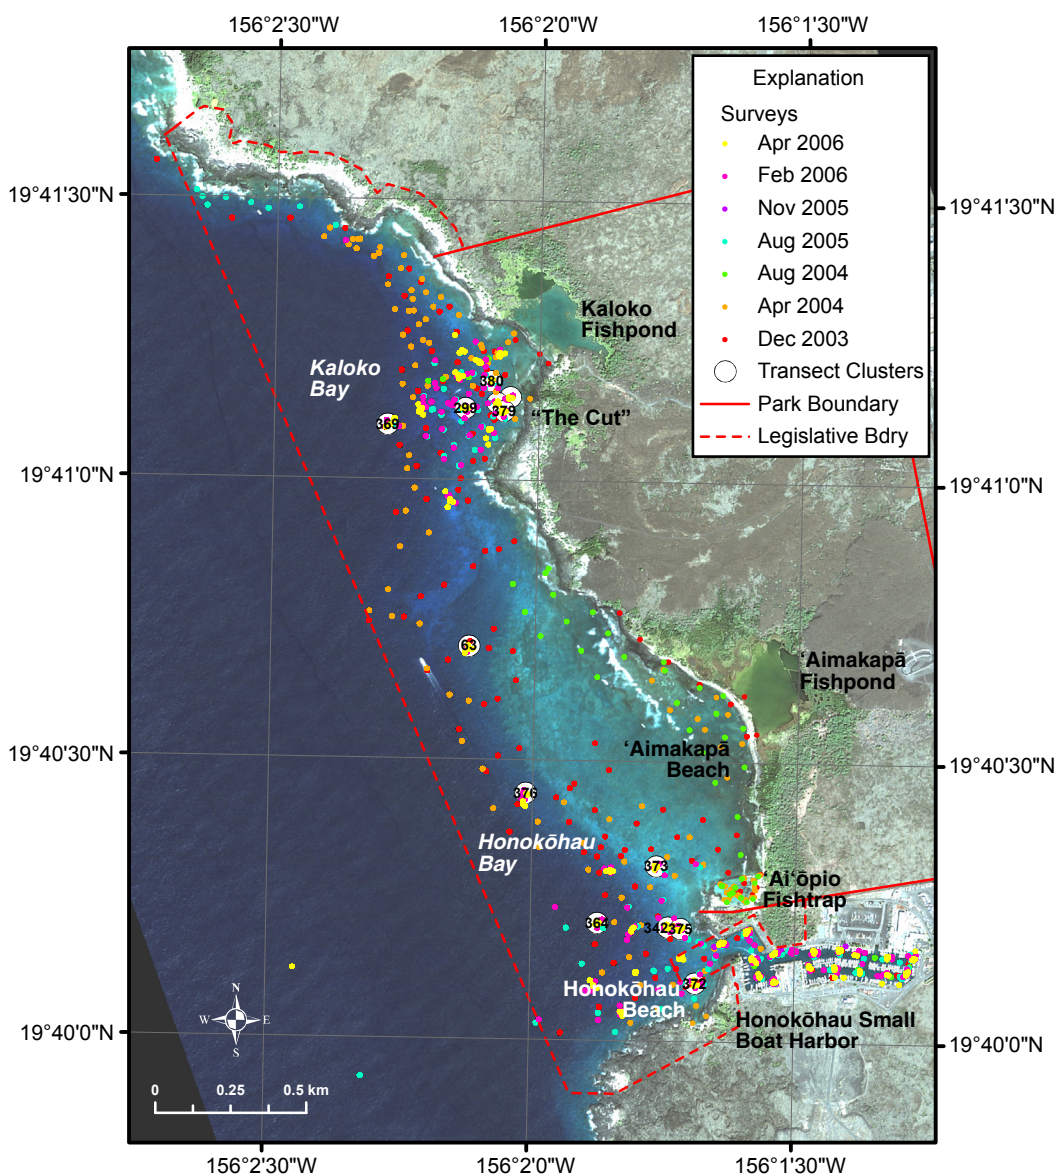 156°2'30"W
156°2'0"W
156°1'30"W
Explanation
Surveys
Apr 2006
Feb 2006
Nov 2005
Aug 2005
Aug 2004
Apr 2004
Dec 2003
Transect Clusters
Park Boundary
Legislative Bdry
19°41'30"N
19°41'30"N
Kaloko
Fishpond
Kaloko
Bay
380
299
379
369
“The Cut”
19°41'0"N
19°41'0"N
63
ʻAimakapā
Fishpond
ʻAimakapā
Beach
19°40'30"N
19°40'30"N
376
Honokōhau
Bay
373
ʻAiʻōpio
Fishtrap
364
342
375
372
Honokōhau
Beach
Honokōhau Small
Boat Harbor
N
W
E
S
19°40'0"N
19°40'0"N
0
0.25
0.5 km
156°2'30"W
156°2'0"W
156°1'30"W